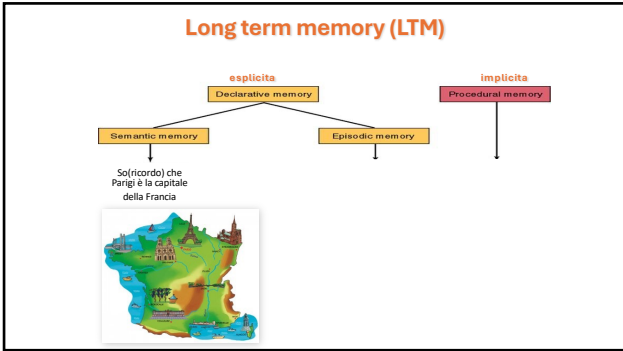 Long term memory (LTM)
esplicita
implicita
Declarative memory
Procedural memory
Semantic memory
Episodic memory
So(ricordo) che
Parigi è la capitale
della Francia